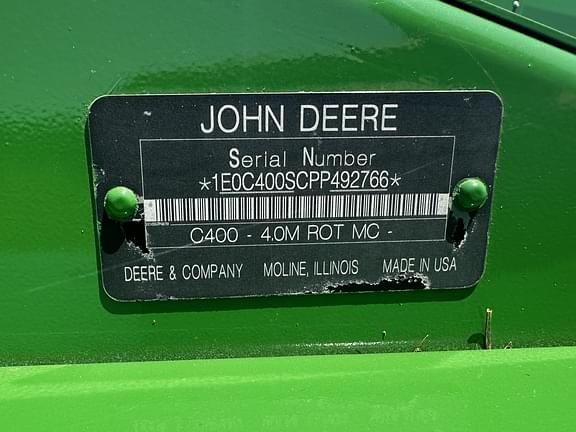 JOHN DEERE
Serial Number
*1E0C400SCPP492766*
C400 - 4.0M ROT MC -
DEERE & COMPANY MOLINE, ILLINOIS MADE IN USA